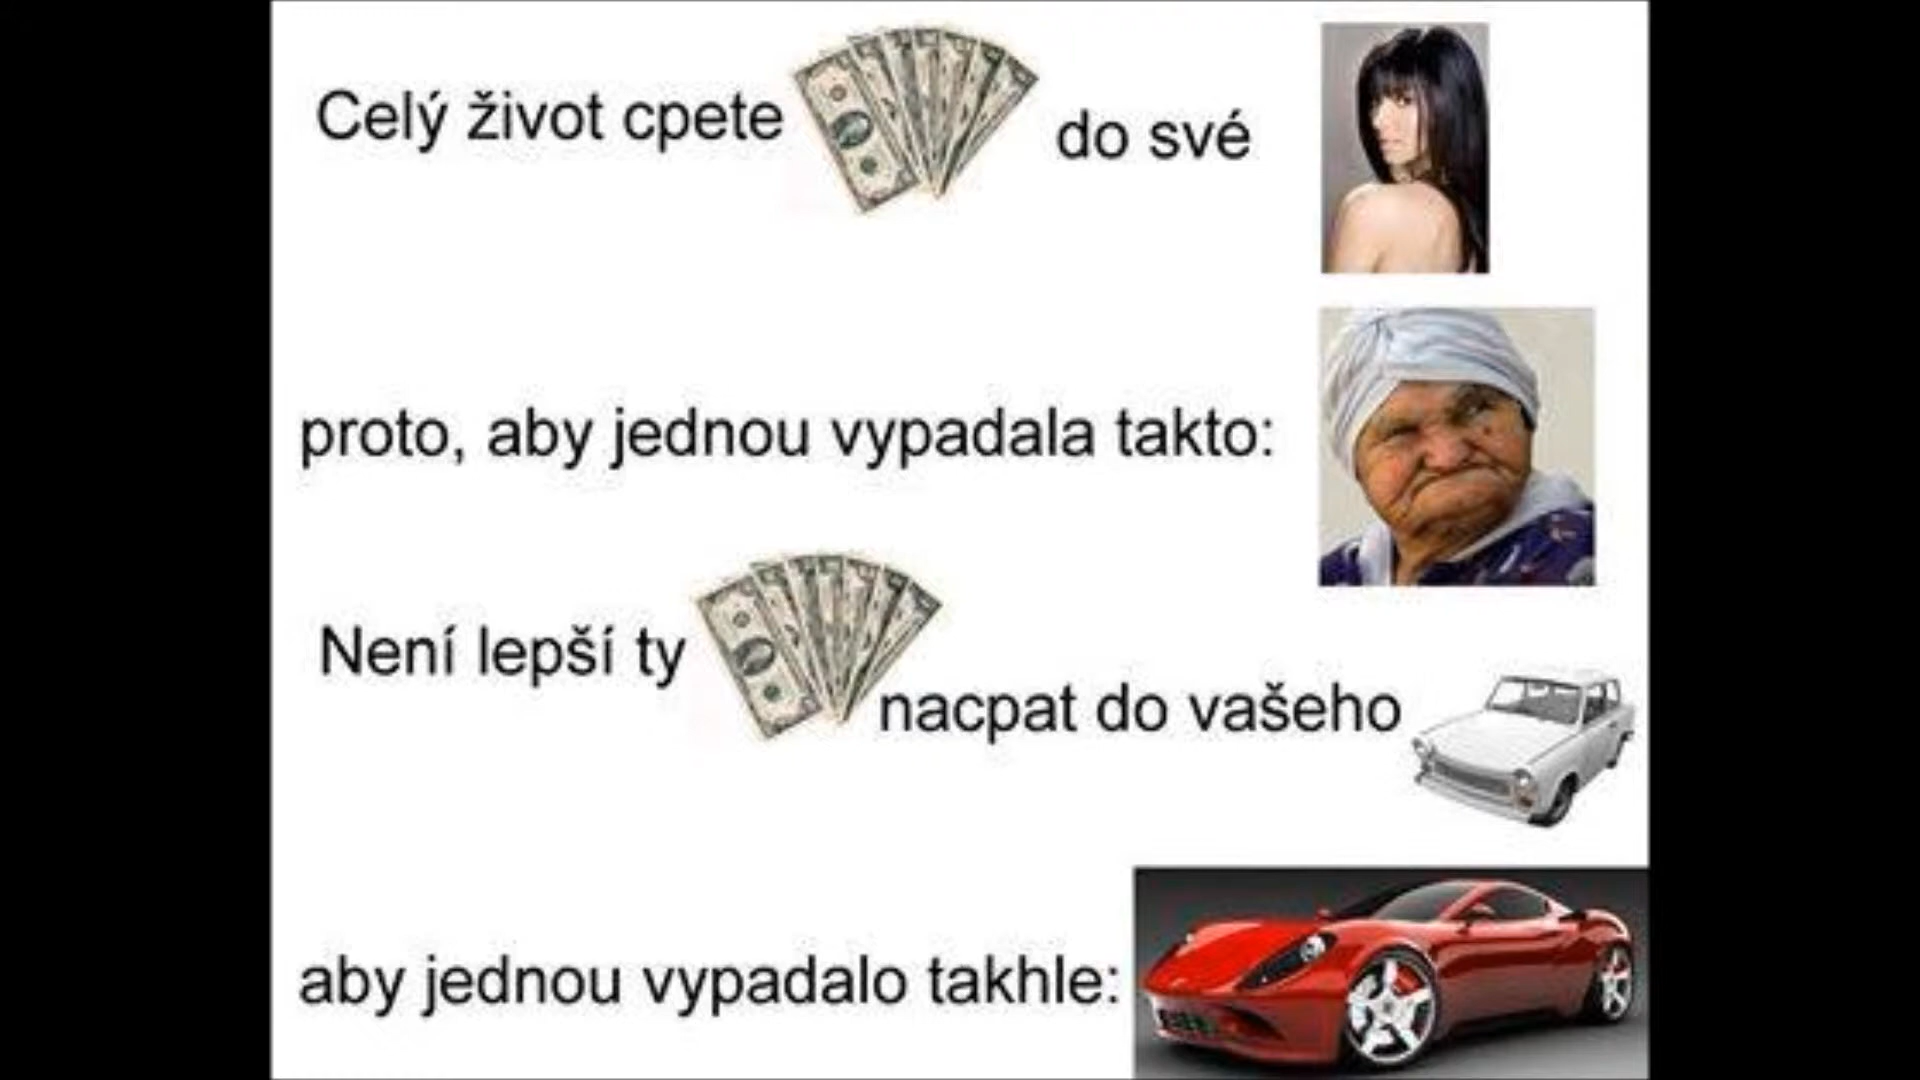 Celý život cpete do své
proto, aby jednou vypadala takto:
Není lepší ty nacpat do vašeho
aby jednou vypadalo takhle: